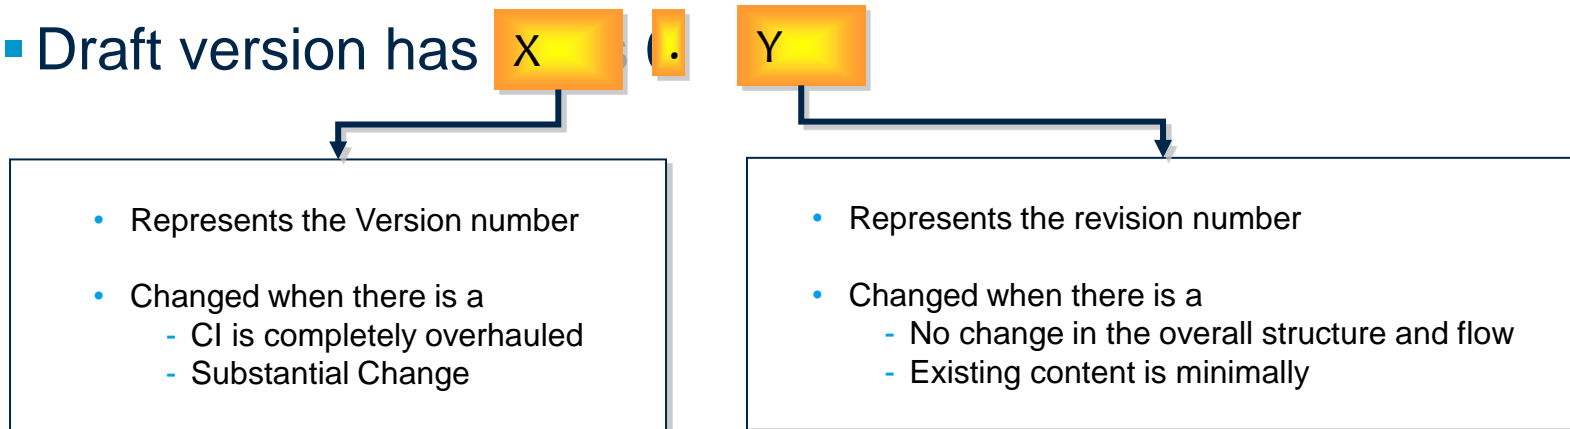 Draft version has X . Y
• Represents the Version number
• Changed when there is a
- CI is completely overhauled
- Substantial Change
• Represents the revision number
• Changed when there is a
- No change in the overall structure and flow
- Existing content is minimally